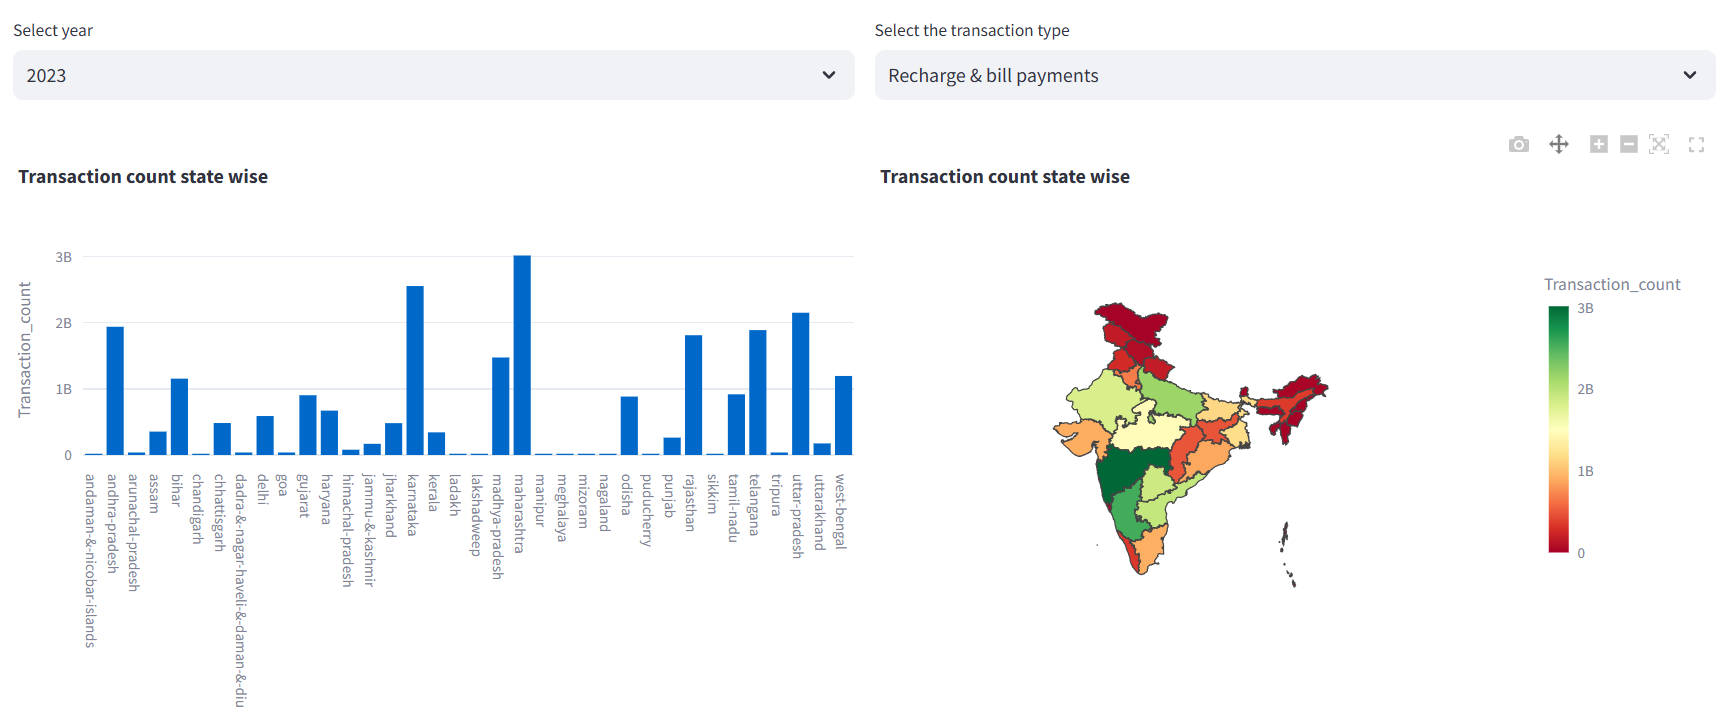 Select year
2023
Select the transaction type
Recharge & bill payments
Transaction count state wise
Transaction_count
3B
2B
1B
0
andaman-&-nicobar-islands
andhra-pradesh
arunachal-pradesh
assam
bihar
chandigarh
chhattisgarh
dadra-&-nagar-haveli-&-daman-&-diu
delhi
goa
gujarat
haryana
himachal-pradesh
jammu-&-kashmir
jharkhand
karnataka
kerala
ladakh
lakshadweep
madhya-pradesh
maharashtra
manipur
meghalaya
mizoram
nagaland
odisha
puducherry
punjab
rajasthan
sikkim
tamil-nadu
telangana
tripura
uttar-pradesh
uttarakhand
west-bengal
Transaction count state wise
Transaction_count
3B
2B
1B
0